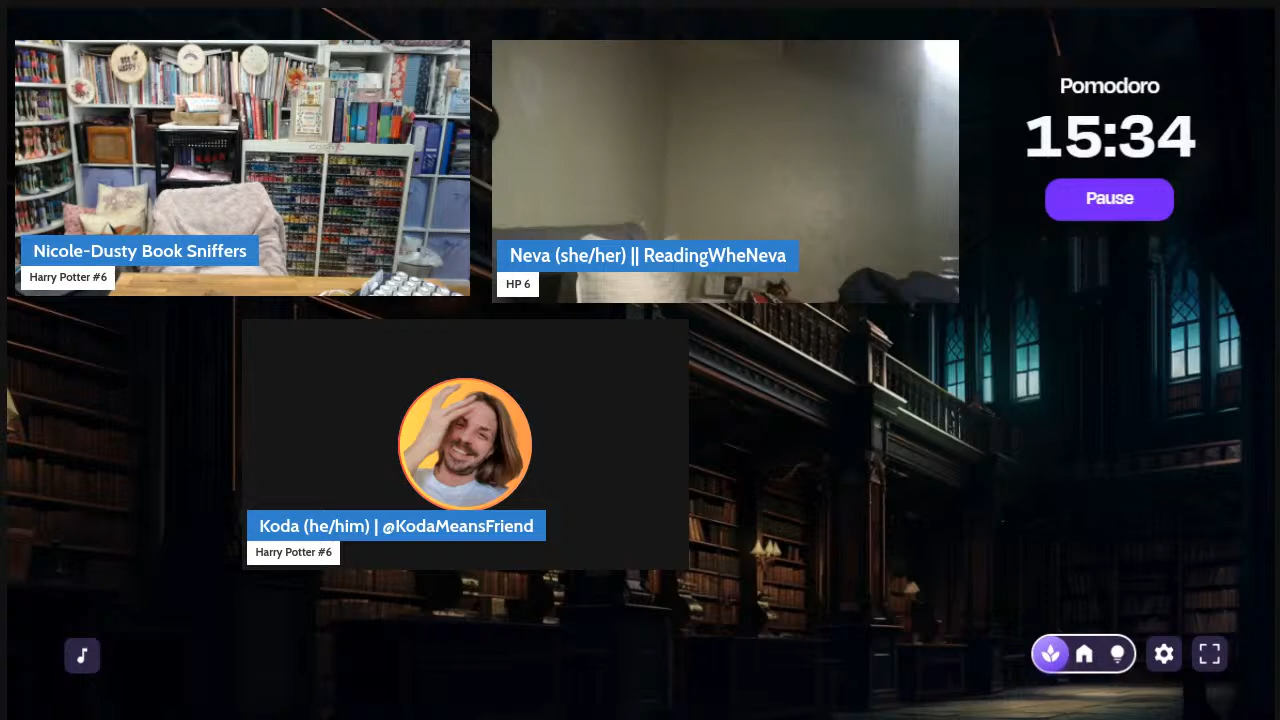 Nicole-Dusty Book Sniffers
Harry Potter #6
Neva (she/her) || ReadingWheNeva
HP 6
Pomodoro
15:34
Pause
Koda (he/him) | @KodaMeansFriend
Harry Potter #6